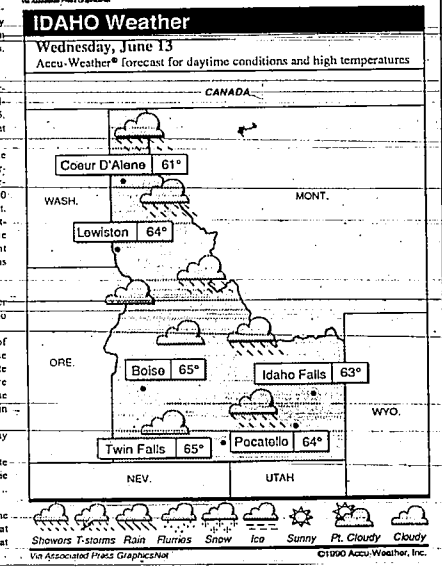 IDAHO Weather
Wednesday, June 13
Accu-Weather® forecast for daytime conditions and high temperatures
CANADA
Coeur D'Alene 61°
WASH.
MONT.
Lewiston 64°
ORE.
Boise 65°
Idaho Falls 63°
WYO.
Twin Falls 65°
Pocatello 64°
NEV.
UTAH
Showers T-storms Rain Flurries Snow Ice Sunny Pt. Cloudy Cloudy
Via Associated Press GraphicsNet
©1990 Accu-Weather, Inc.